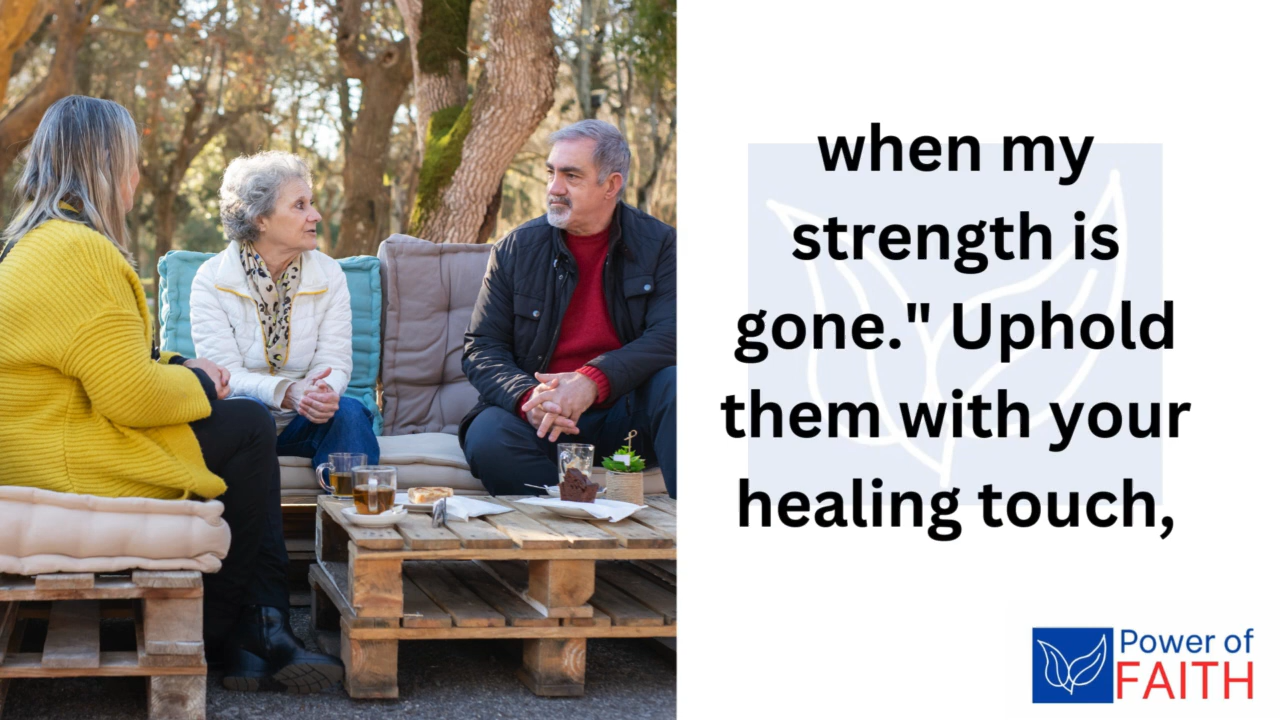 when my
strength is
gone." Uphold
them with your
healing touch,
Power of
FAITH